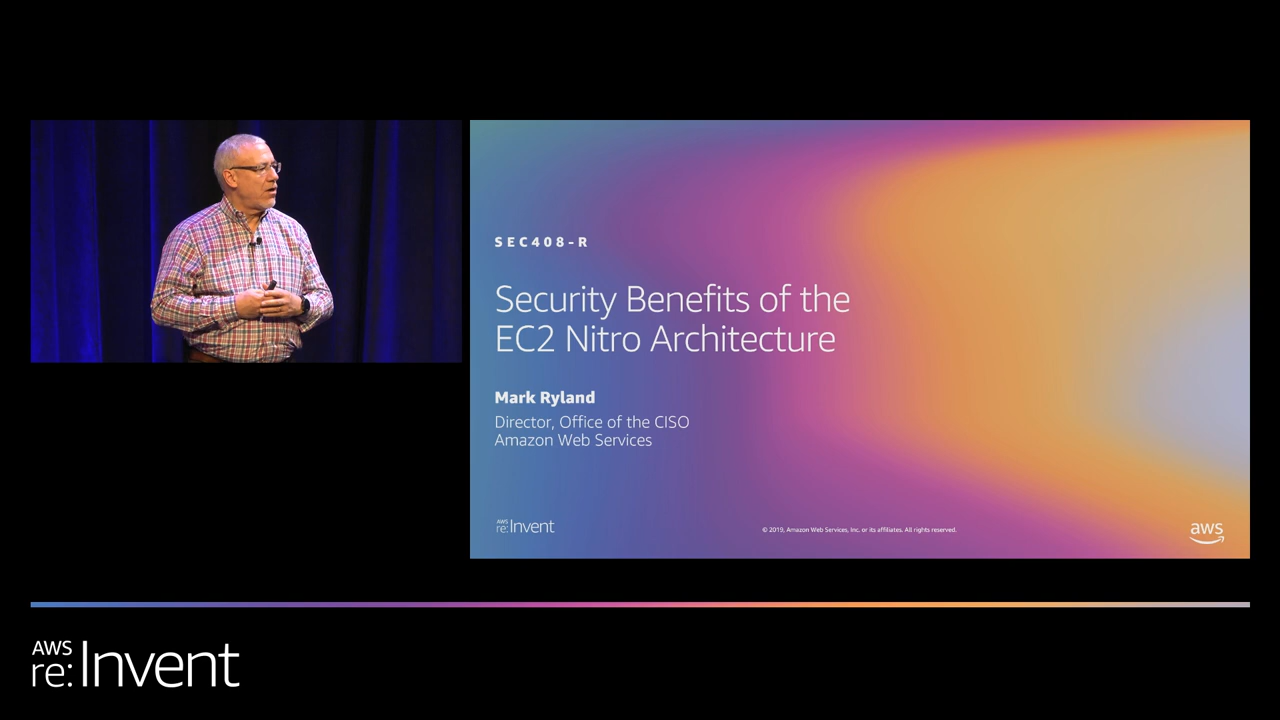 SEC408-R
Security Benefits of the
EC2 Nitro Architecture
Mark Ryland
Director, Office of the CISO
Amazon Web Services
AWS
re:Invent
© 2019, Amazon Web Services, Inc. or its affiliates. All rights reserved.
aws
AWS
re:Invent